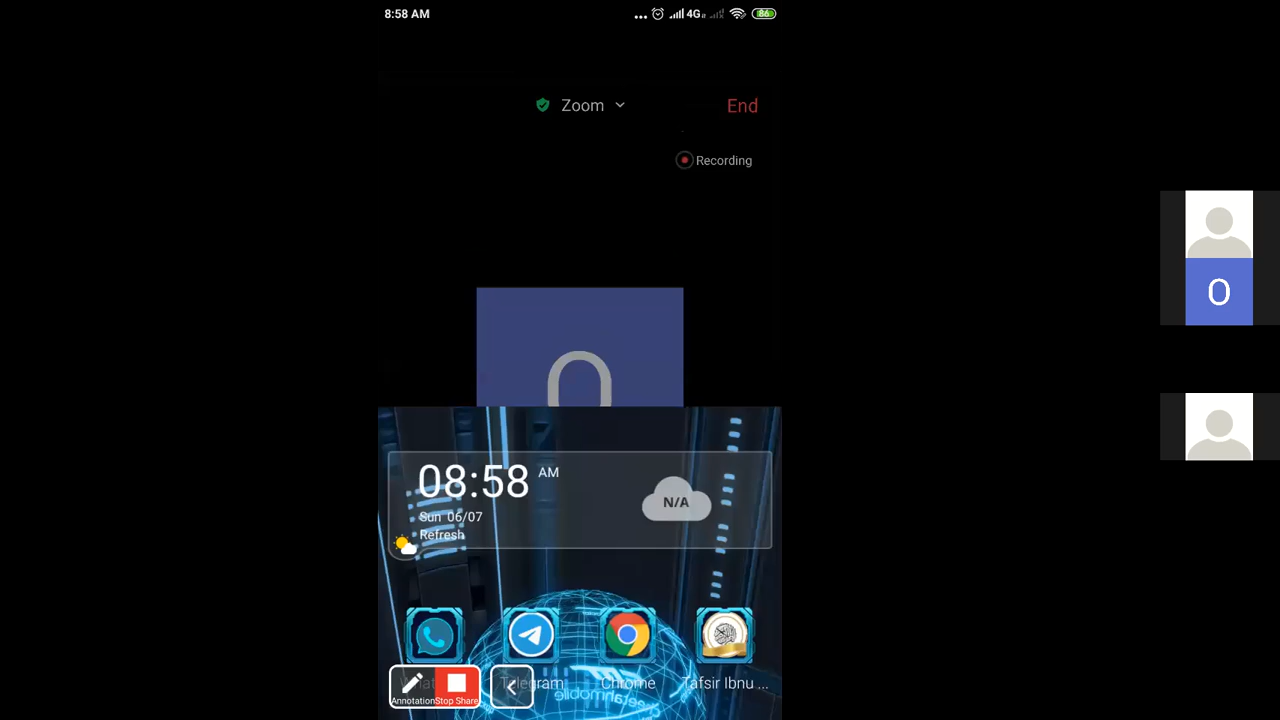 8:58 AM
4G
86
Zoom
End
Recording
O
O
08:58 AM
N/A
Sun 06/07
Refresh
Telegram
Chrome
Tafsir Ibnu ...
Annotation
Stop Share